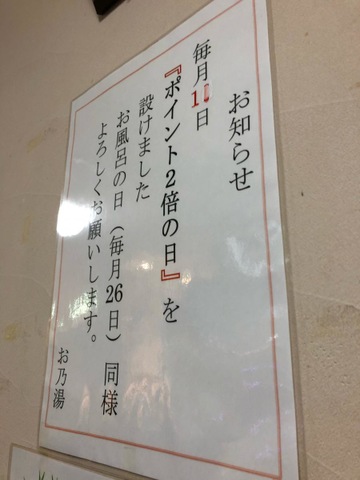 お知らせ
毎月11日
『ポイント2倍の日』を
設けました
お風呂の日(毎月26日)同様
よろしくお願いします。
お乃湯